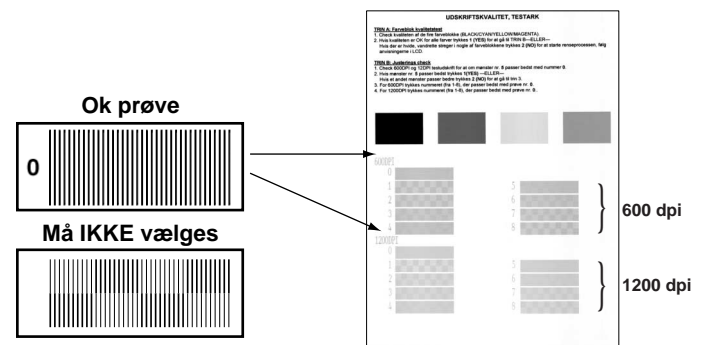 UDSKRIFTSKVALITET, TESTARK
TRIN A: Farveblok kvalitetstest
1. Check kvaliteten af de fire farveblokke (BLACK/CYAN/YELLOW/MAGENTA).
2. Hvis kvaliteten er OK for alle farver trykkes 1 (YES) for at gå til TRIN B—ELLER—
Hvis der er hvide, vandrette streger i nogle af farveblokkene trykkes 2 (NO) for at starte renseprocessen, følg
anvisningerne i LCD.
TRIN B: Justerings check
1. Check 600DPI og 12DPI testudskrift for at om mønster nr. 5 passer bedst med nummer 0.
2. Hvis mønster nr. 5 passer bedst trykkes 1(YES) —ELLER—
Hvis et andet mønster passer bedre trykkes 2 (NO) for at gå til trin 3.
3. For 600DPI trykkes nummeret (fra 1-8), der passer bedst med prøve nr. 0.
4. For 1200DPI trykkes nummeret (fra 1-8), der passer bedst med prøve nr. 0.
Ok prøve
0
Må IKKE vælges
600DPI
0
1 5
2 6
3 7
4 8
600 dpi
1200DPI
0
1 5
2 6
3 7
4 8
1200 dpi